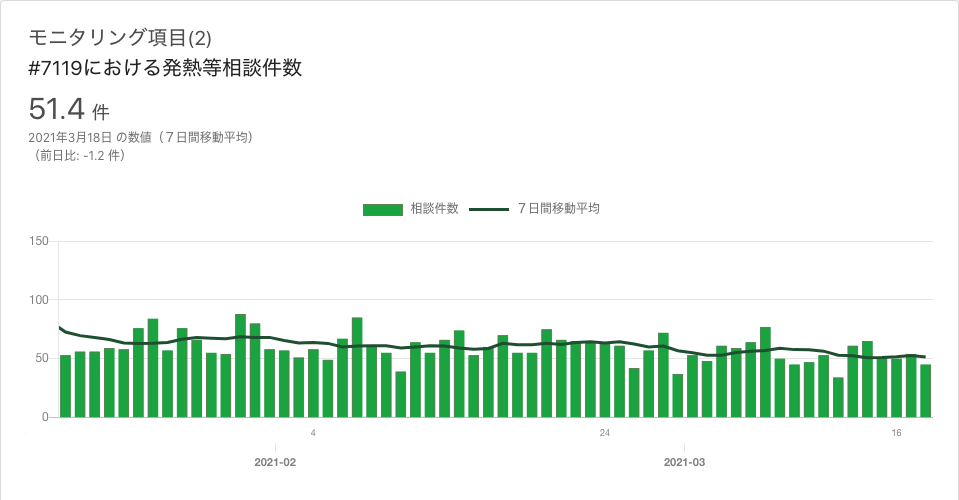 モニタリング項目(2)
#7119における発熱等相談件数
51.4 件
2021年3月18日 の数値（７日間移動平均）
（前日比: -1.2 件）
相談件数 ７日間移動平均
150
100
50
0
4 24 16
2021-02 2021-03